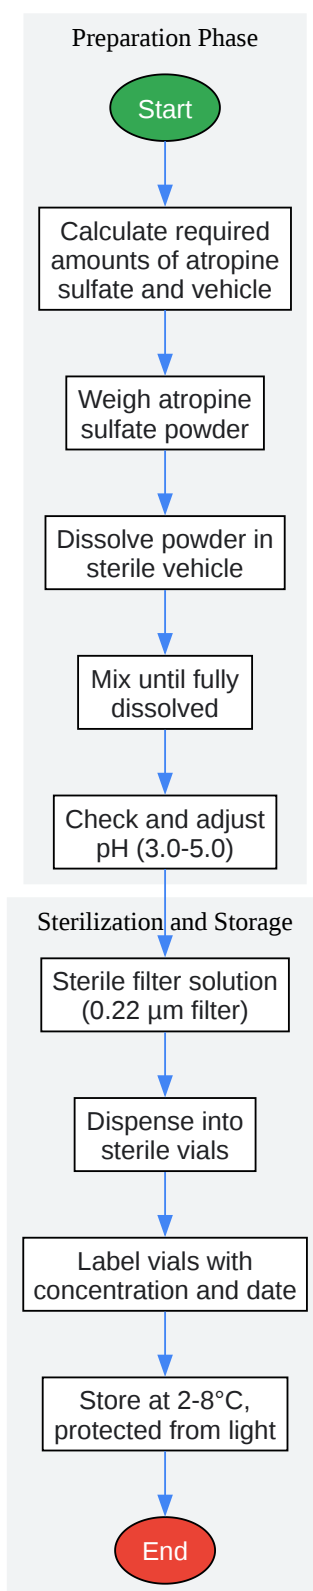 Preparation Phase
Start
Calculate required
amounts of atropine
sulfate and vehicle
Weigh atropine
sulfate powder
Dissolve powder in
sterile vehicle
Mix until fully
dissolved
Check and adjust
pH (3.0-5.0)
Sterilization and Storage
Sterile filter solution
(0.22 µm filter)
Dispense into
sterile vials
Label vials with
concentration and date
Store at 2-8°C,
protected from light
End